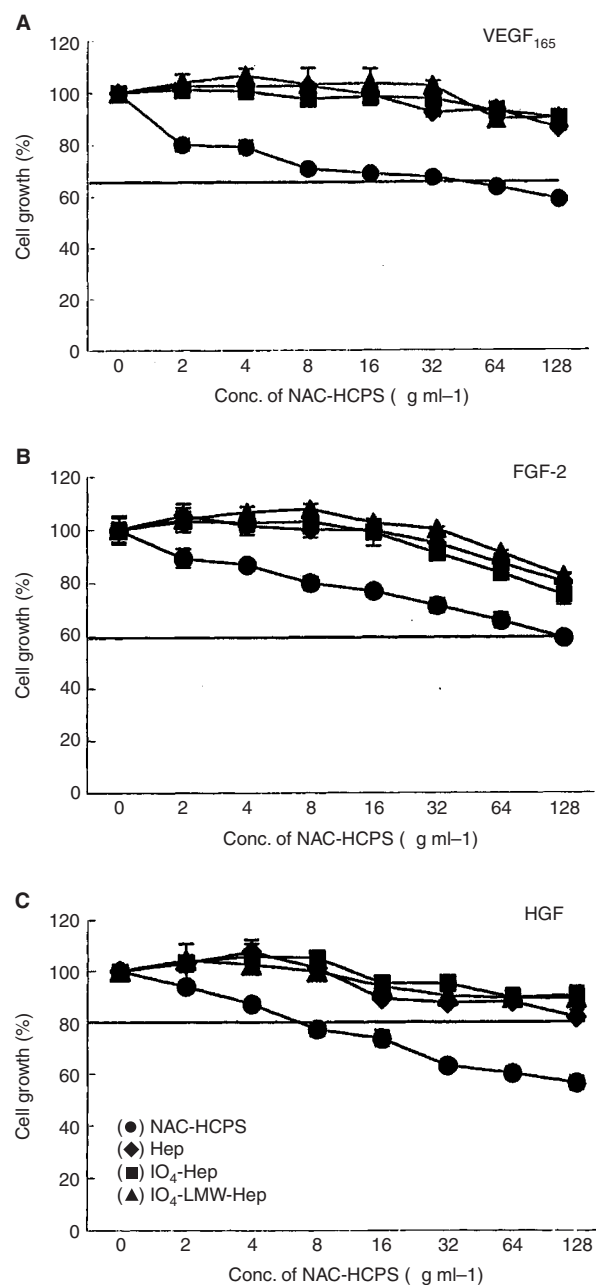 A
VEGF165
120
100
80
60
40
20
0
Cell growth (%)
0 2 4 8 16 32 64 128
Conc. of NAC-HCPS ( g ml–1)
B
FGF-2
120
100
80
60
40
20
0
Cell growth (%)
0 2 4 8 16 32 64 128
Conc. of NAC-HCPS ( g ml–1)
C
HGF
120
100
80
60
40
20
0
Cell growth (%)
(●) NAC-HCPS
(◆) Hep
(■) IO4-Hep
(▲) IO4-LMW-Hep
0 2 4 8 16 32 64 128
Conc. of NAC-HCPS ( g ml–1)